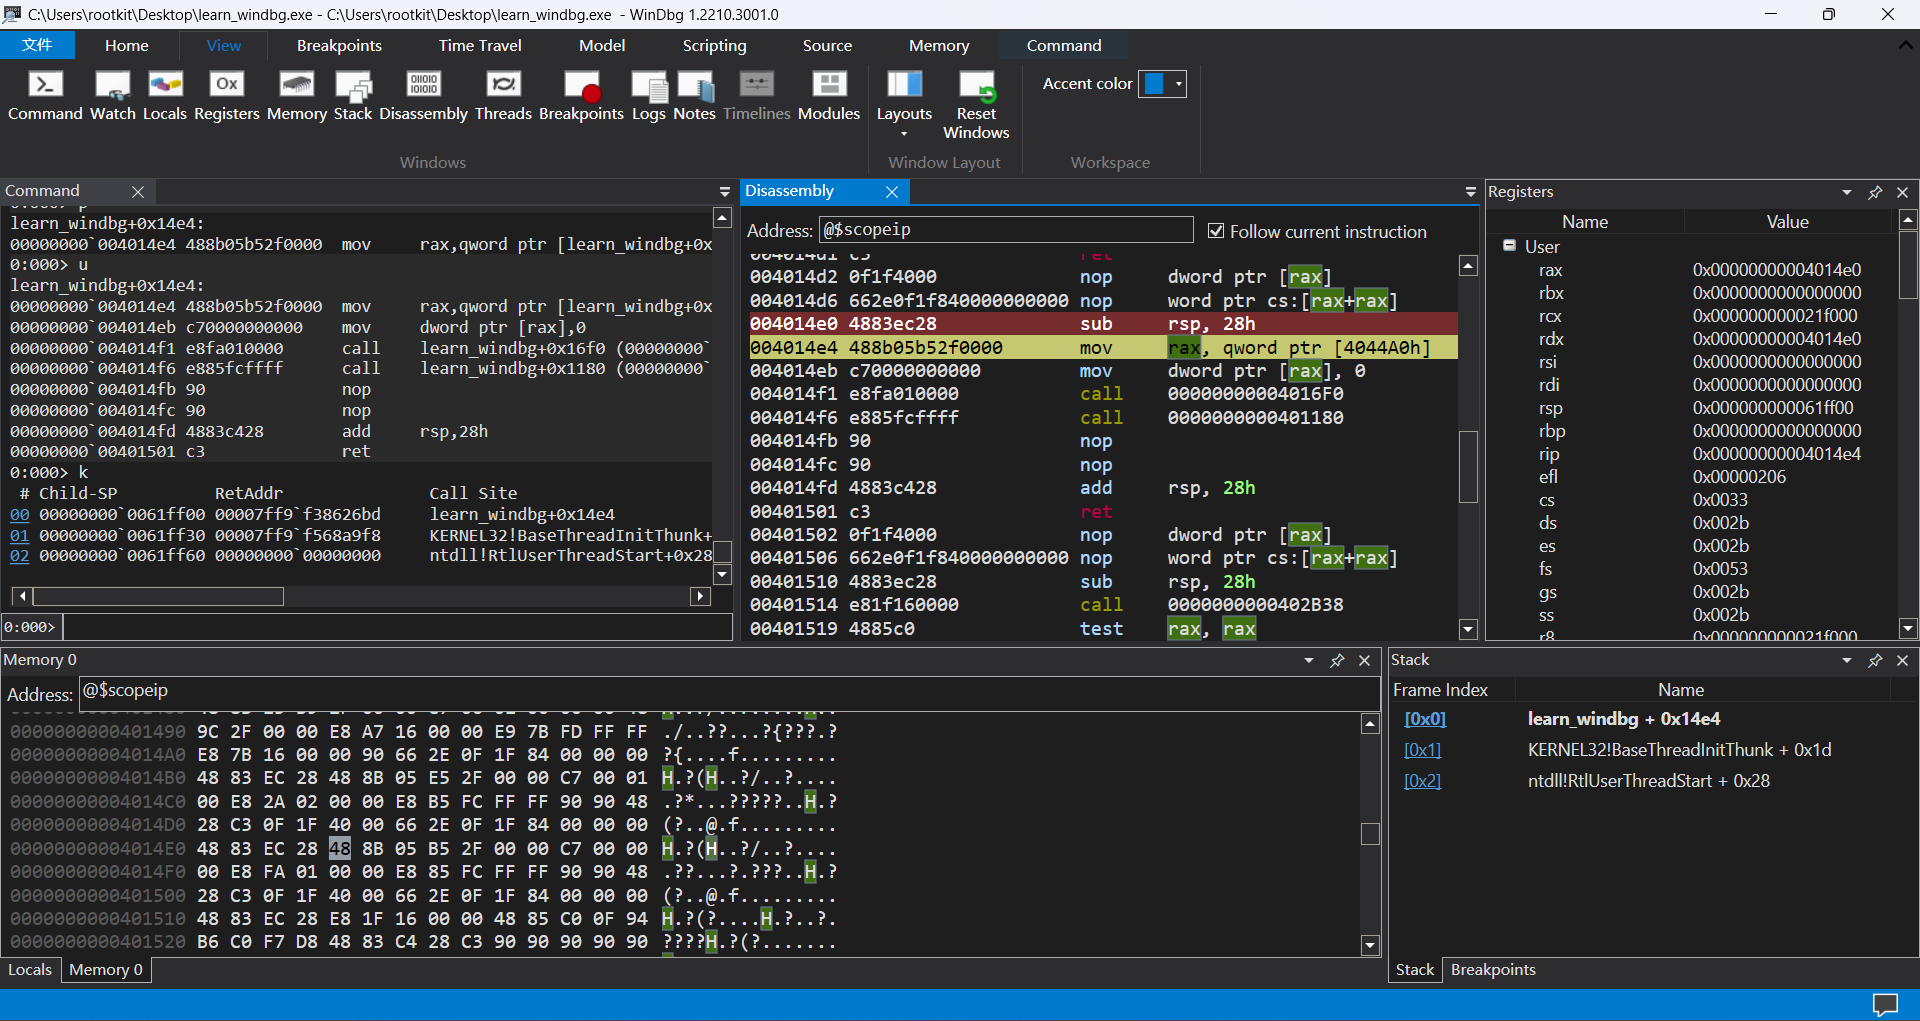 C:\Users\rootkit\Desktop\learn_windbg.exe - C:\Users\rootkit\Desktop\learn_windbg.exe - WinDbg 1.2210.3001.0
文件 Home View Breakpoints Time Travel Model Scripting Source Memory Command
Command Watch Locals Registers Memory Stack Disassembly Threads Breakpoints Logs Notes Timelines Modules Layouts Reset Windows Accent color
Windows Window Layout Workspace
Command
learn_windbg+0x14e4:
00000000`004014e4 488b05b52f0000 mov rax,qword ptr [learn_windbg+0x
0:000> u
learn_windbg+0x14e4:
00000000`004014e4 488b05b52f0000 mov rax,qword ptr [learn_windbg+0x
00000000`004014eb c70000000000 mov dword ptr [rax],0
00000000`004014f1 e8fa010000 call learn_windbg+0x16f0 (00000000`
00000000`004014f6 e885fcffff call learn_windbg+0x1180 (00000000`
00000000`004014fb 90 nop
00000000`004014fc 90 nop
00000000`004014fd 4883c428 add rsp,28h
00000000`00401501 c3 ret
0:000> k
# Child-SP RetAddr Call Site
00 00000000`0061ff00 00007ff9`f38626bd learn_windbg+0x14e4
01 00000000`0061ff30 00007ff9`f568a9f8 KERNEL32!BaseThreadInitThunk+
02 00000000`0061ff60 00000000`00000000 ntdll!RtlUserThreadStart+0x28
0:000>
Disassembly
Address: @$scopeip Follow current instruction
004014d1 c3 ret
004014d2 0f1f4000 nop dword ptr [rax]
004014d6 662e0f1f840000000000 nop word ptr cs:[rax+rax]
004014e0 4883ec28 sub rsp, 28h
004014e4 488b05b52f0000 mov rax, qword ptr [4044A0h]
004014eb c70000000000 mov dword ptr [rax], 0
004014f1 e8fa010000 call 00000000004016F0
004014f6 e885fcffff call 0000000000401180
004014fb 90 nop
004014fc 90 nop
004014fd 4883c428 add rsp, 28h
00401501 c3 ret
00401502 0f1f4000 nop dword ptr [rax]
00401506 662e0f1f840000000000 nop word ptr cs:[rax+rax]
00401510 4883ec28 sub rsp, 28h
00401514 e81f160000 call 0000000000402B38
00401519 4885c0 test rax, rax
Registers
Name Value
User
rax 0x00000000004014e0
rbx 0x0000000000000000
rcx 0x000000000021f000
rdx 0x00000000004014e0
rsi 0x0000000000000000
rdi 0x0000000000000000
rsp 0x000000000061ff00
rbp 0x0000000000000000
rip 0x00000000004014e4
efl 0x00000206
cs 0x0033
ds 0x002b
es 0x002b
fs 0x0053
gs 0x002b
ss 0x002b
r8 0x000000000021f000
Memory 0
Address: @$scopeip
0000000000401490 9C 2F 00 00 E8 A7 16 00 00 E9 7B FD FF FF ./..??...?{???.?
00000000004014A0 E8 7B 16 00 00 90 66 2E 0F 1F 84 00 00 00 ?{....f.........
00000000004014B0 48 83 EC 28 48 8B 05 E5 2F 00 00 C7 00 01 H.?(H..?/..?....
00000000004014C0 00 E8 2A 02 00 00 E8 B5 FC FF FF 90 90 48 .?*...?????..H.?
00000000004014D0 28 C3 0F 1F 40 00 66 2E 0F 1F 84 00 00 00 (?..@.f.........
00000000004014E0 48 83 EC 28 48 8B 05 B5 2F 00 00 C7 00 00 H.?(H..?/..?....
00000000004014F0 00 E8 FA 01 00 00 E8 85 FC FF FF 90 90 48 .??...?.???..H.?
0000000000401500 28 C3 0F 1F 40 00 66 2E 0F 1F 84 00 00 00 (?..@.f.........
0000000000401510 48 83 EC 28 E8 1F 16 00 00 48 85 C0 0F 94 H.?(?....H.?..?.
0000000000401520 B6 C0 F7 D8 48 83 C4 28 C3 90 90 90 90 90 ????H.?(?.......
Locals Memory 0
Stack
Frame Index Name
[0x0] learn_windbg + 0x14e4
[0x1] KERNEL32!BaseThreadInitThunk + 0x1d
[0x2] ntdll!RtlUserThreadStart + 0x28
Stack Breakpoints